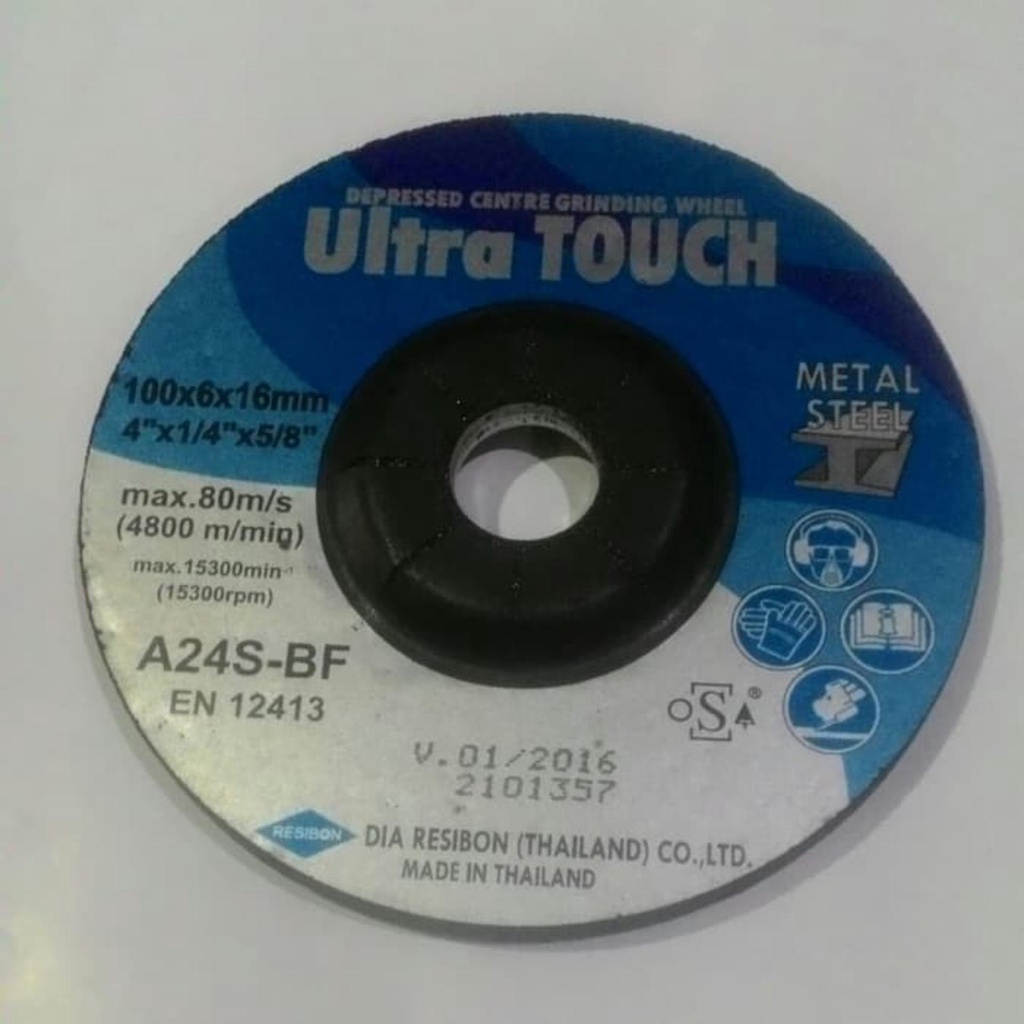 DEPRESSED CENTRE GRINDING WHEEL
Ultra TOUCH
100x6x16mm
4"x1/4"x5/8"
METAL
STEEL
max.80m/s
(4800 m/min)
max.15300min-1
(15300rpm)
A24S-BF
EN 12413
oSA®
V.01/2016
2101357
RESIBON
DIA RESIBON (THAILAND) CO.,LTD.
MADE IN THAILAND